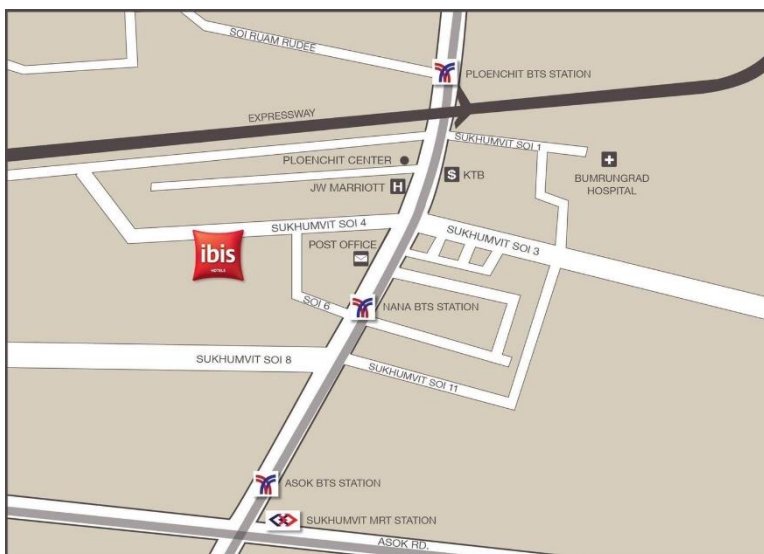 SOI RUAM RUDEE
PLOENCHIT BTS STATION
EXPRESSWAY
SUKHUMVIT SOI 1
PLOENCHIT CENTER
KTB
BUMRUNGRAD
HOSPITAL
JW MARRIOTT
H
S
SUKHUMVIT SOI 4
SUKHUMVIT SOI 3
POST OFFICE
ibis
HOTELS
SOI 6
NANA BTS STATION
SUKHUMVIT SOI 8
SUKHUMVIT SOI 11
ASOK BTS STATION
SUKHUMVIT MRT STATION
ASOK RD.